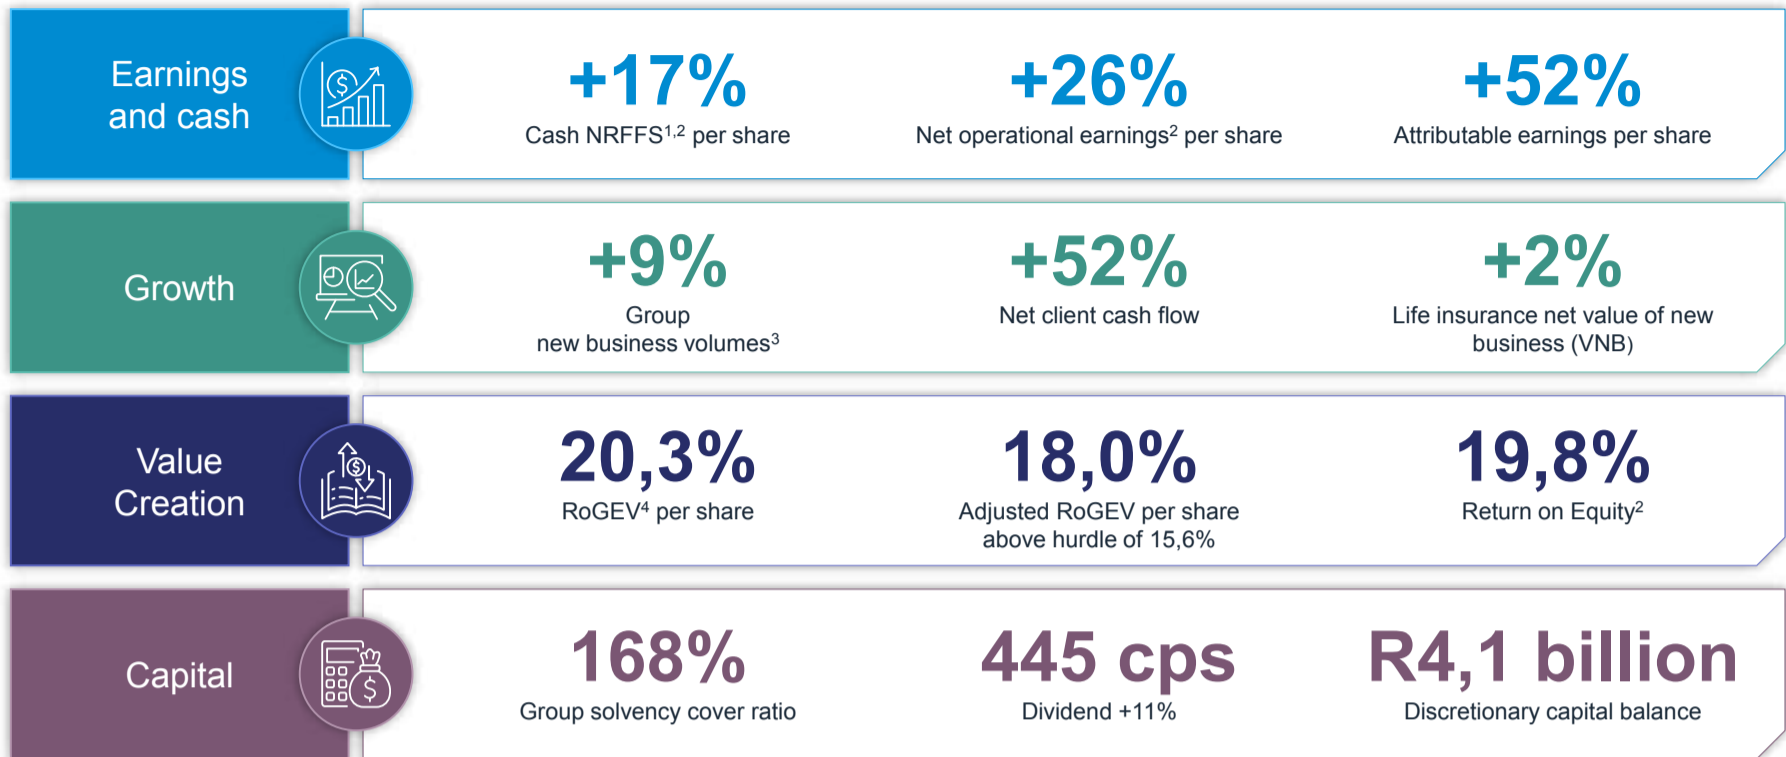 Earnings
and cash
+17%
Cash NRFFS1,2 per share
+26%
Net operational earnings2 per share
+52%
Attributable earnings per share
Growth
+9%
Group
new business volumes3
+52%
Net client cash flow
+2%
Life insurance net value of new
business (VNB)
Value
Creation
20,3%
RoGEV4 per share
18,0%
Adjusted RoGEV per share
above hurdle of 15,6%
19,8%
Return on Equity2
Capital
168%
Group solvency cover ratio
445 cps
Dividend +11%
R4,1 billion
Discretionary capital balance